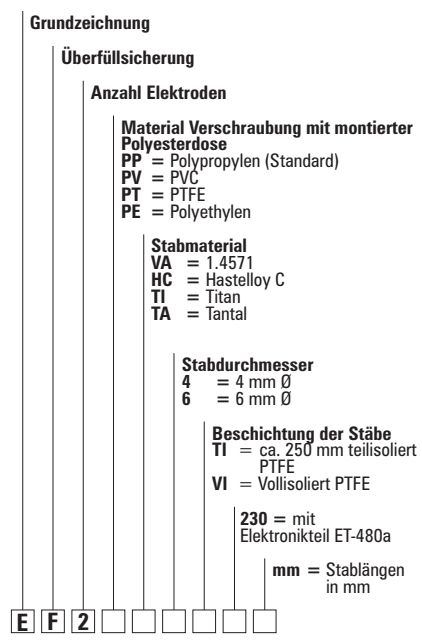 Grundzeichnung
Überfüllsicherung
Anzahl Elektroden
Material Verschraubung mit montierter
Polyesterdose
PP = Polypropylen (Standard)
PV = PVC
PT = PTFE
PE = Polyethylen
Stabmaterial
VA = 1.4571
HC = Hastelloy C
TI = Titan
TA = Tantal
Stabdurchmesser
4 = 4 mm Ø
6 = 6 mm Ø
Beschichtung der Stäbe
TI = ca. 250 mm teilisoliert
PTFE
VI = Vollisoliert PTFE
230 = mit
Elektronikteil ET-480a
mm = Stablängen
in mm
E F 2